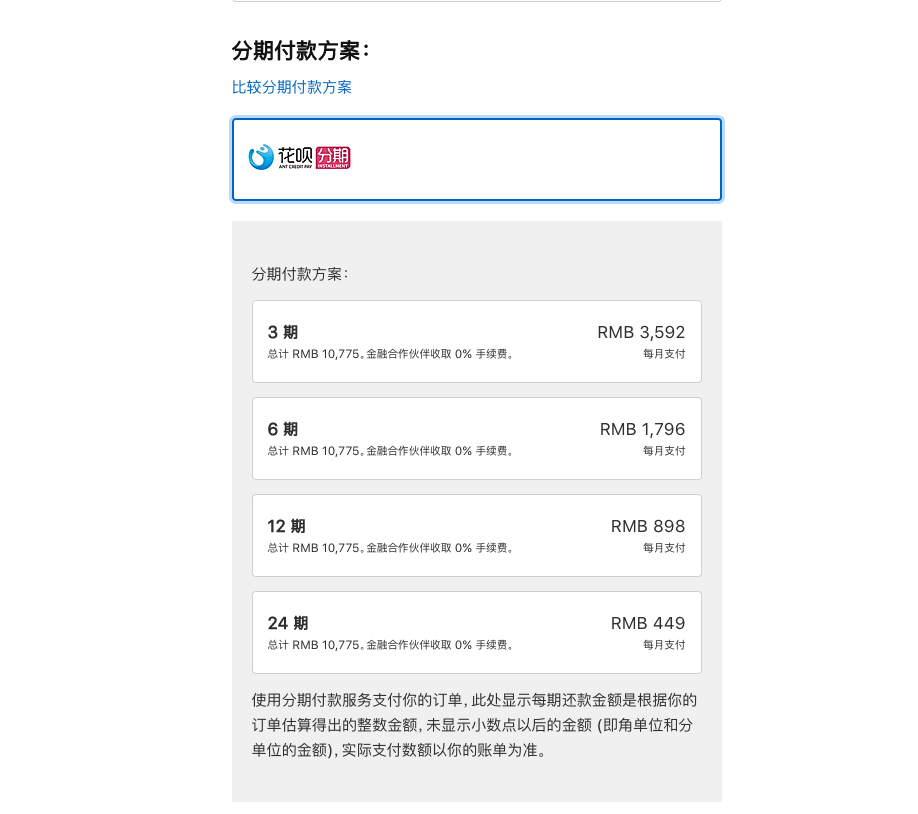 分期付款方案：
比较分期付款方案
花呗 分期
ANT CREDIT PAY INSTALLMENT
分期付款方案：
3 期 RMB 3,592
总计 RMB 10,775。金融合作伙伴收取 0% 手续费。 每月支付
6 期 RMB 1,796
总计 RMB 10,775。金融合作伙伴收取 0% 手续费。 每月支付
12 期 RMB 898
总计 RMB 10,775。金融合作伙伴收取 0% 手续费。 每月支付
24 期 RMB 449
总计 RMB 10,775。金融合作伙伴收取 0% 手续费。 每月支付
使用分期付款服务支付你的订单，此处显示每期还款金额是根据你的
订单估算得出的整数金额，未显示小数点以后的金额 (即角单位和分
单位的金额)，实际支付数额以你的账单为准。